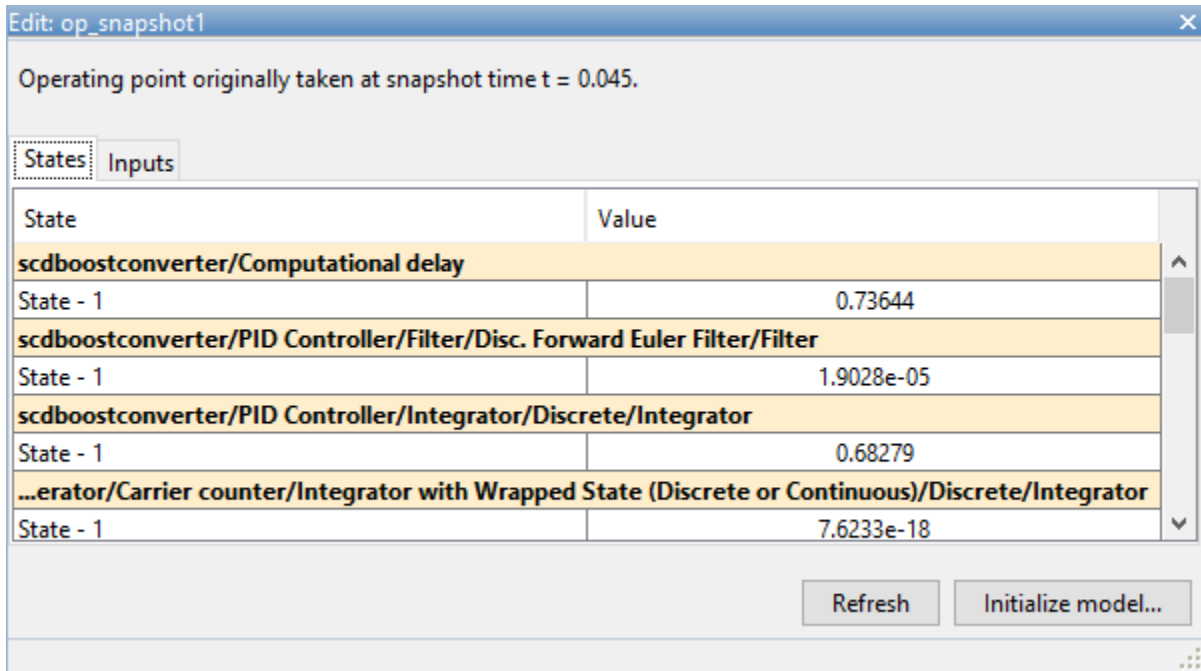 Edit: op_snapshot1
Operating point originally taken at snapshot time t = 0.045.
States Inputs
State Value
scdboostconverter/Computational delay
State - 1 0.73644
scdboostconverter/PID Controller/Filter/Disc. Forward Euler Filter/Filter
State - 1 1.9028e-05
scdboostconverter/PID Controller/Integrator/Discrete/Integrator
State - 1 0.68279
...erator/Carrier counter/Integrator with Wrapped State (Discrete or Continuous)/Discrete/Integrator
State - 1 7.6233e-18
Refresh Initialize model...